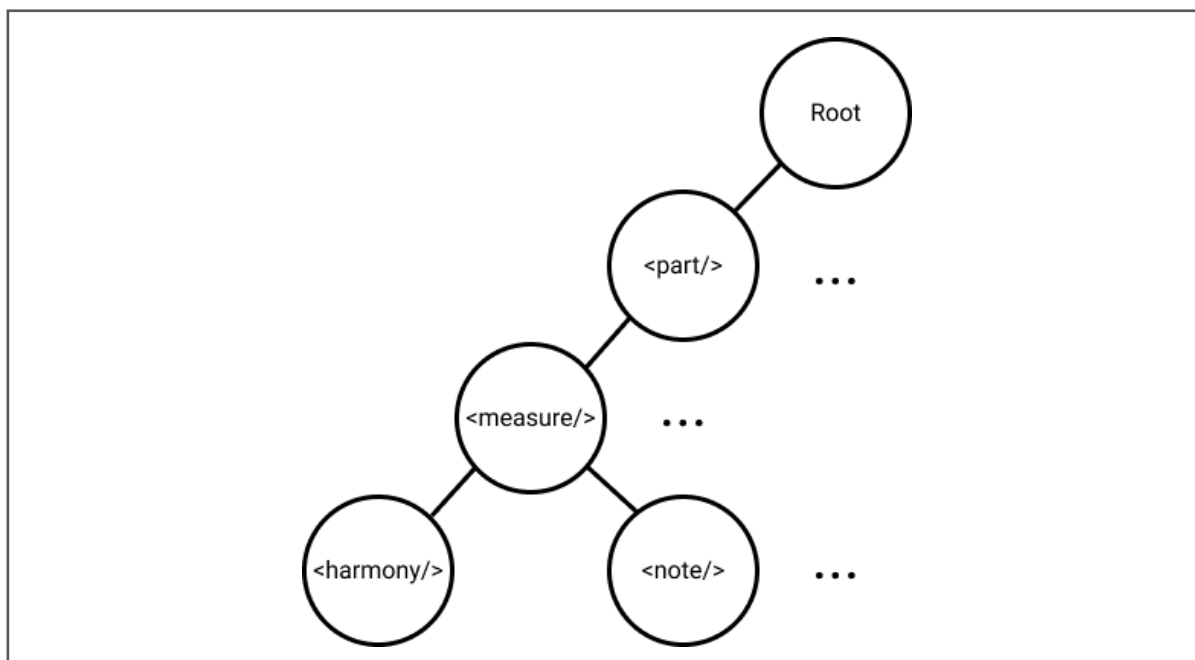 Root
<part/>
...
<measure/>
...
<harmony/>
<note/>
...